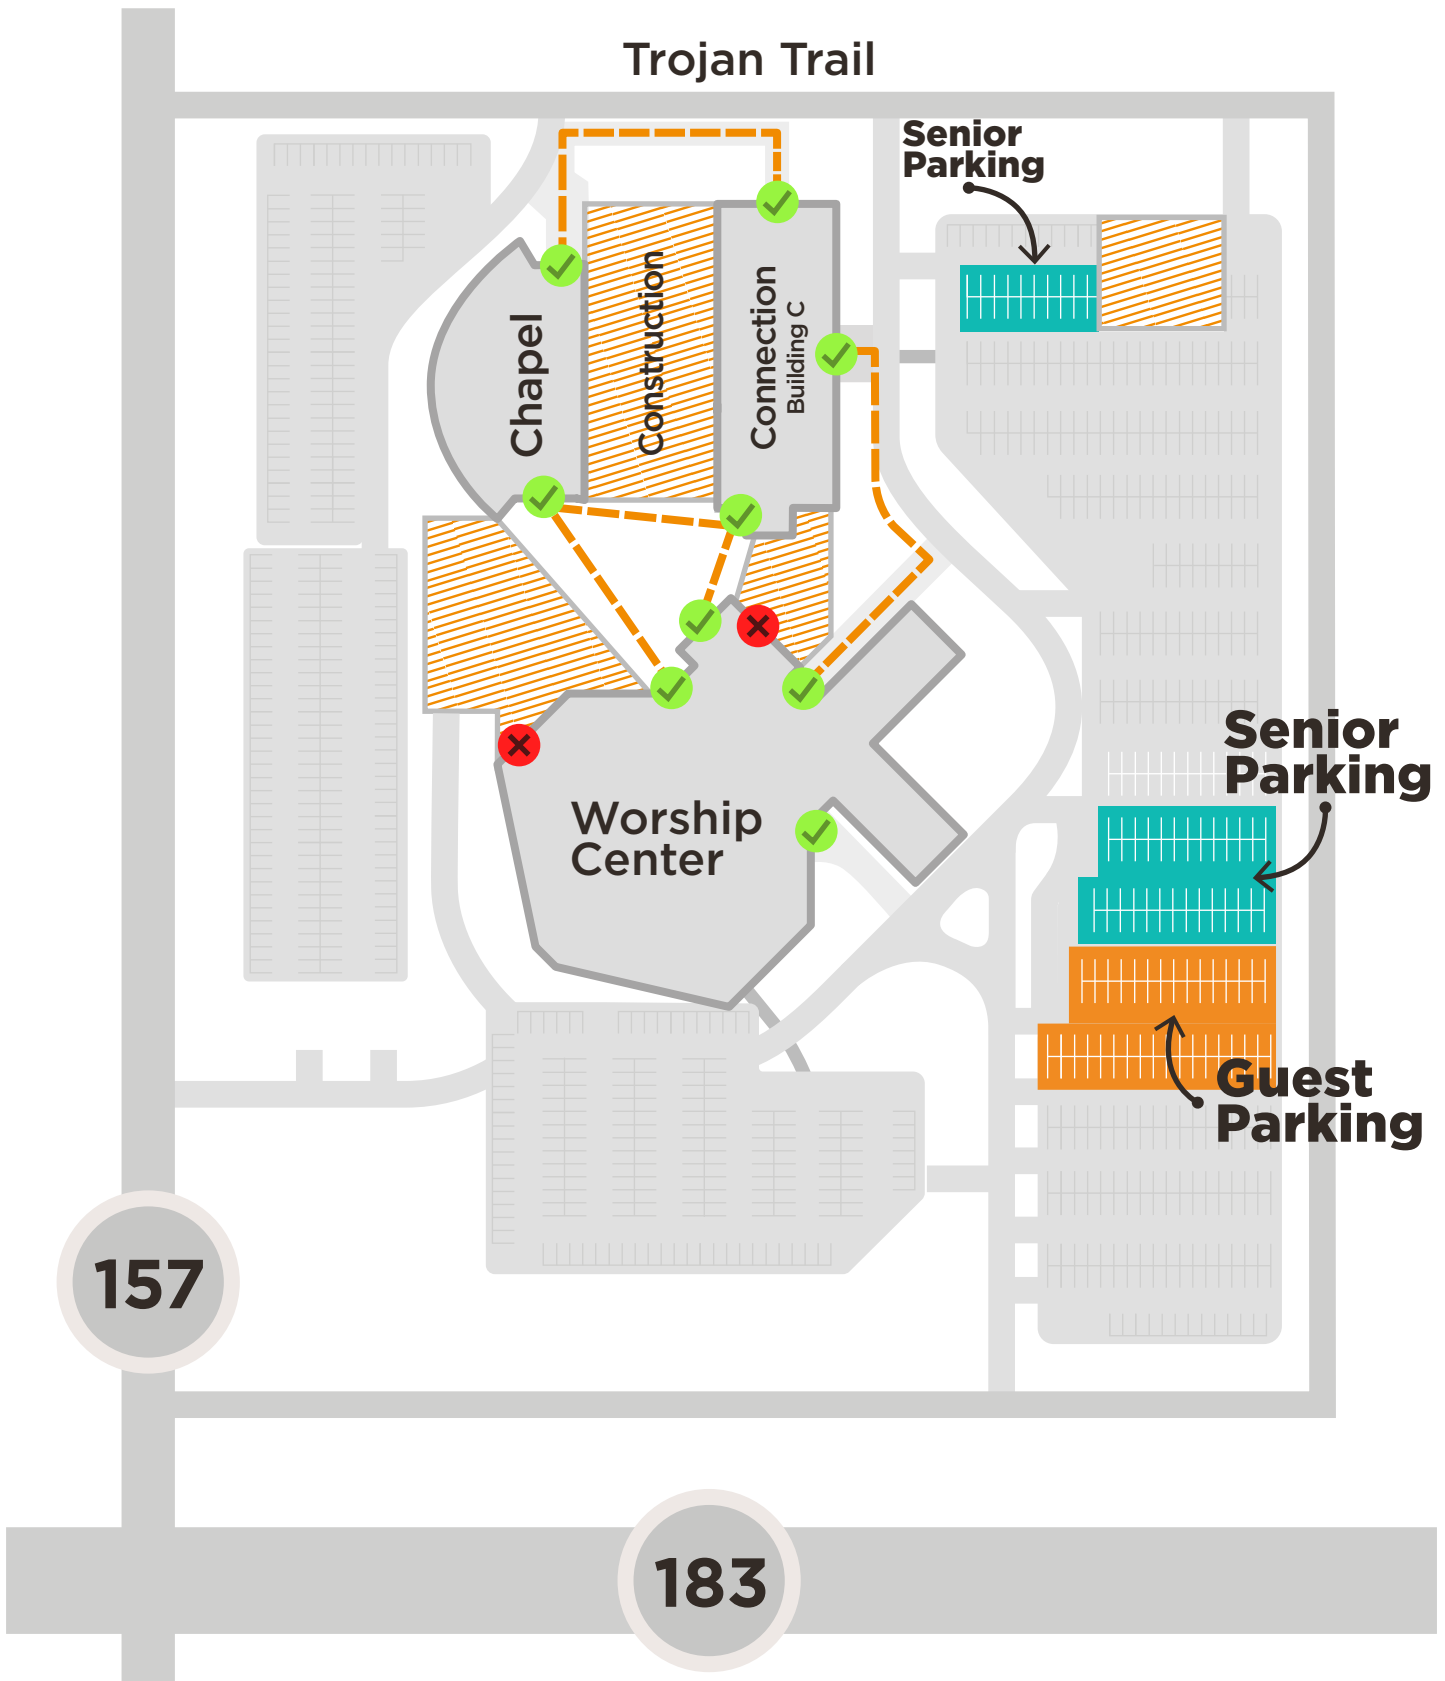 Trojan Trail
Senior
Parking
Chapel
Construction
Connection
Building C
Senior
Parking
Worship
Center
Guest
Parking
157
183